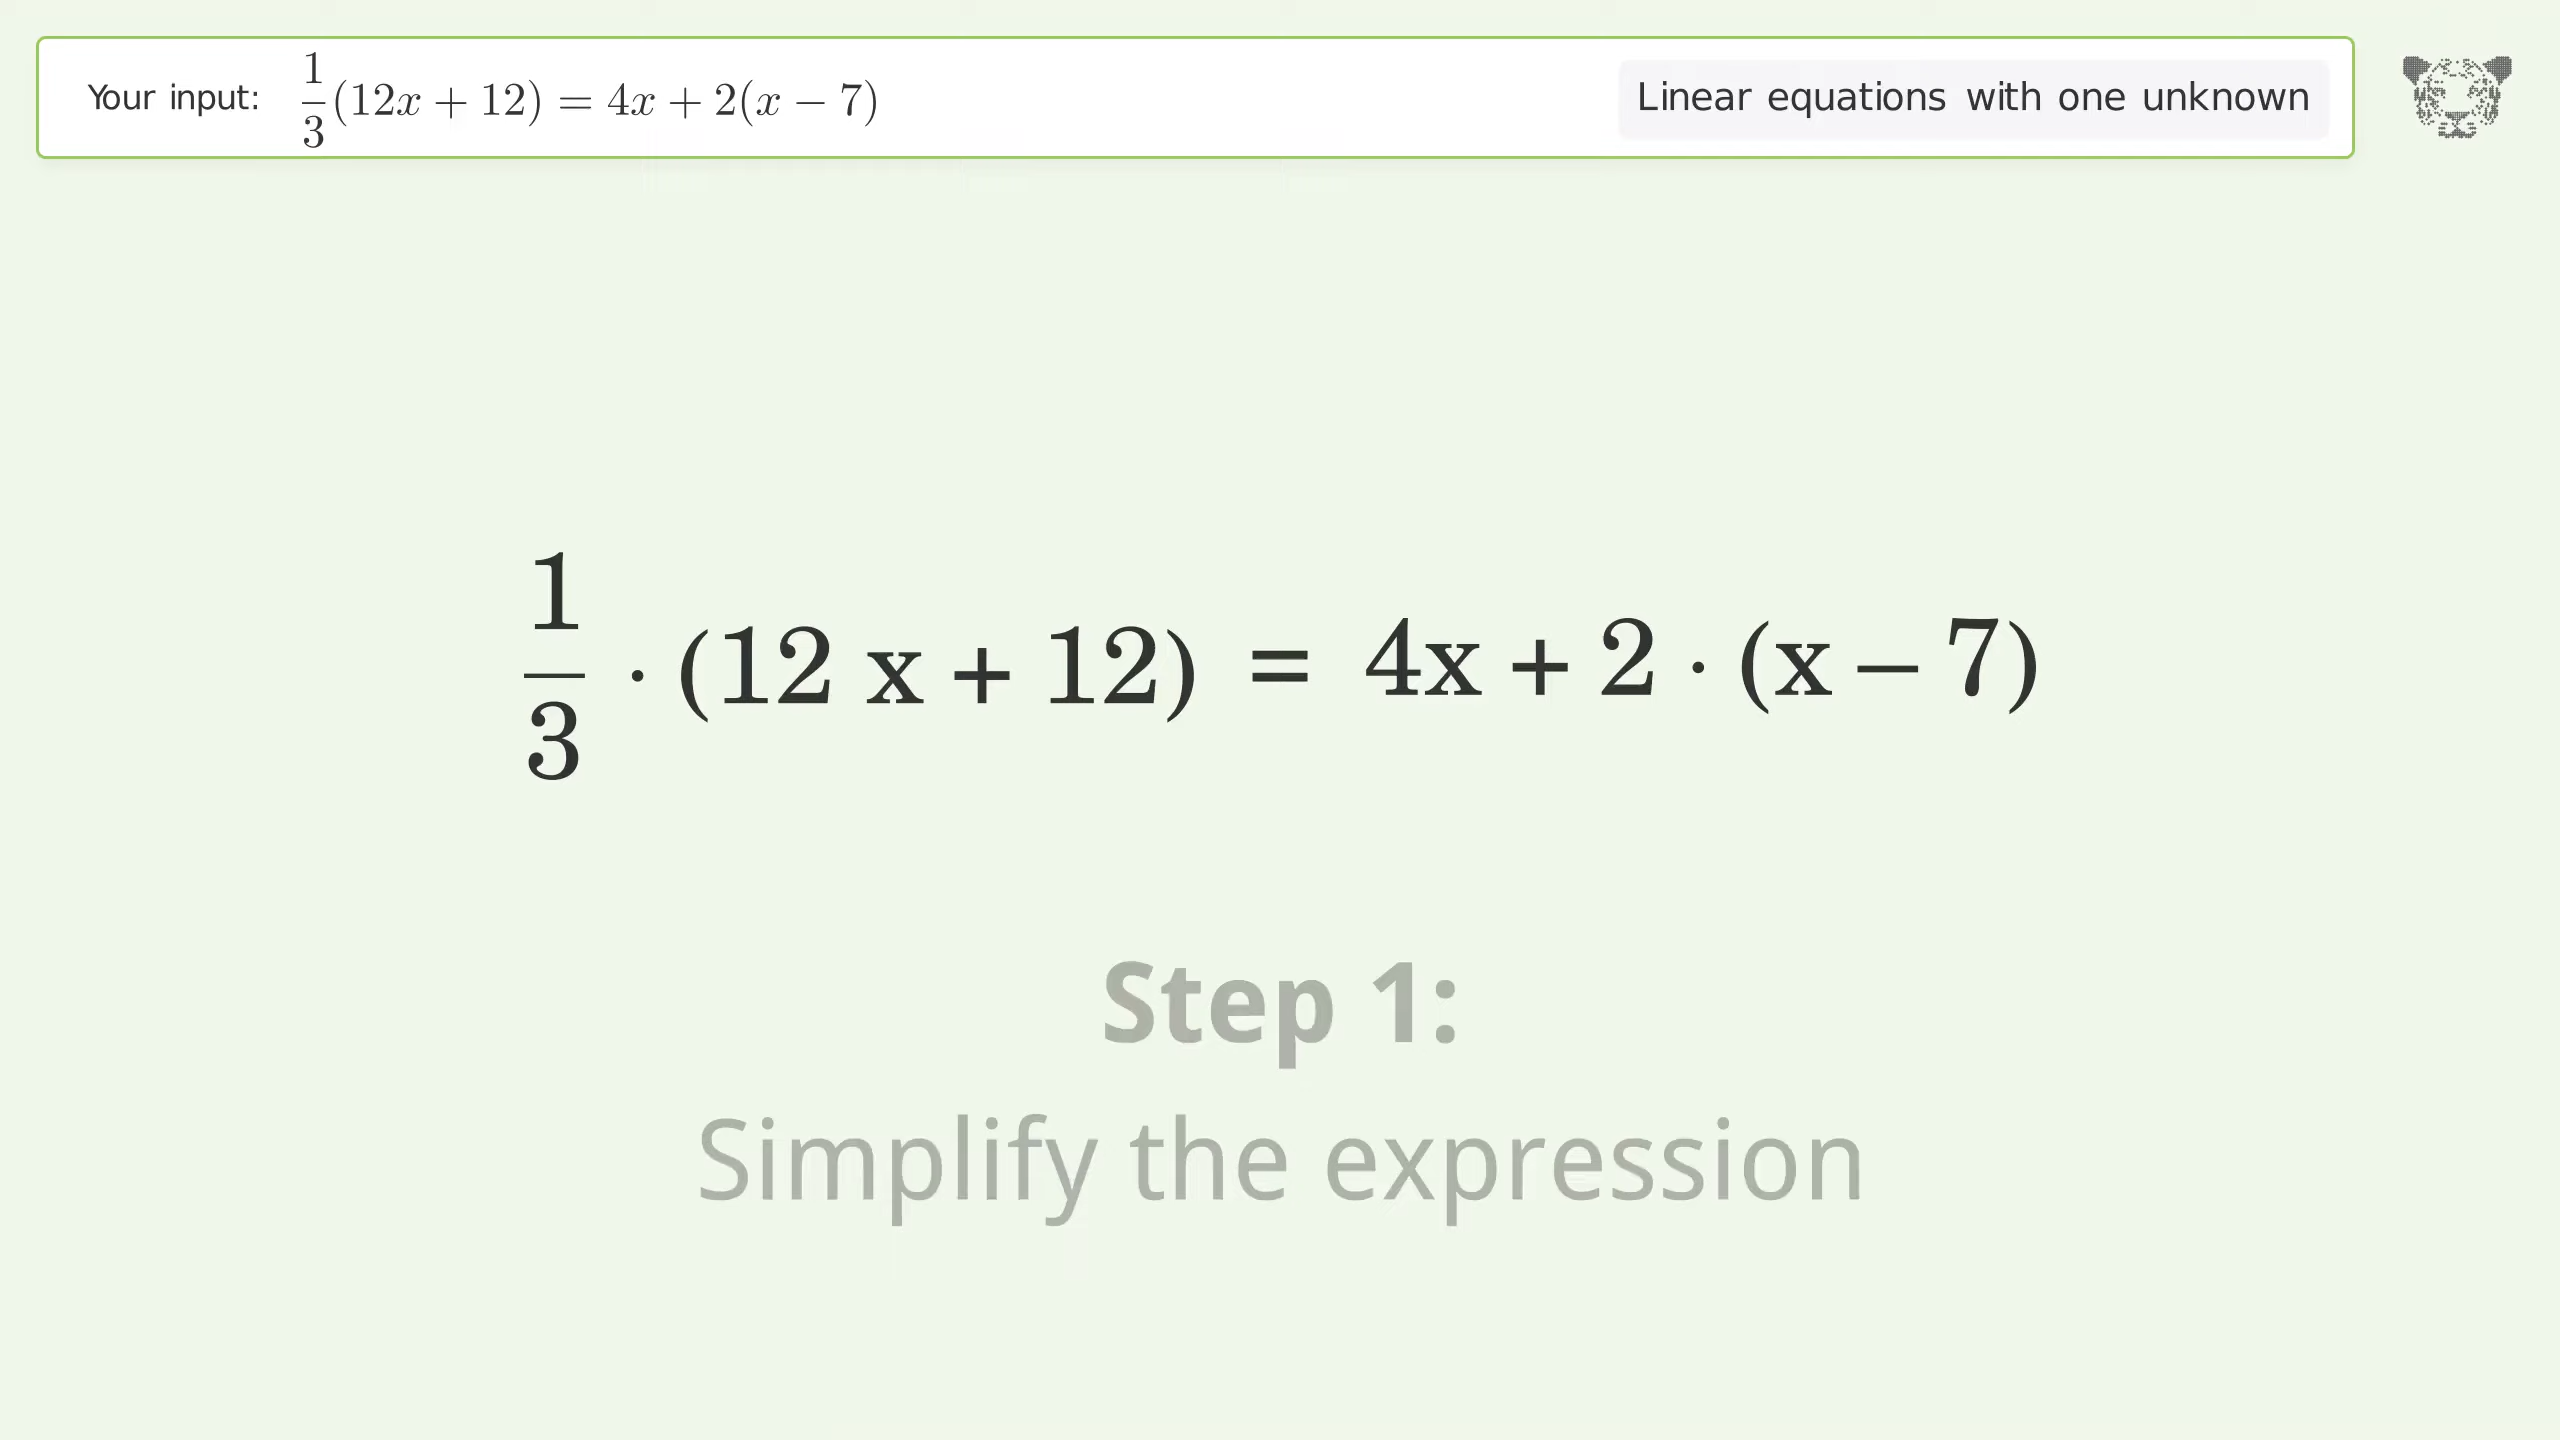 Your input: 1/3(12x + 12) = 4x + 2(x − 7)
Linear equations with one unknown
1/3 · (12 x + 12) = 4x + 2 · (x − 7)
Step 1:
Simplify the expression